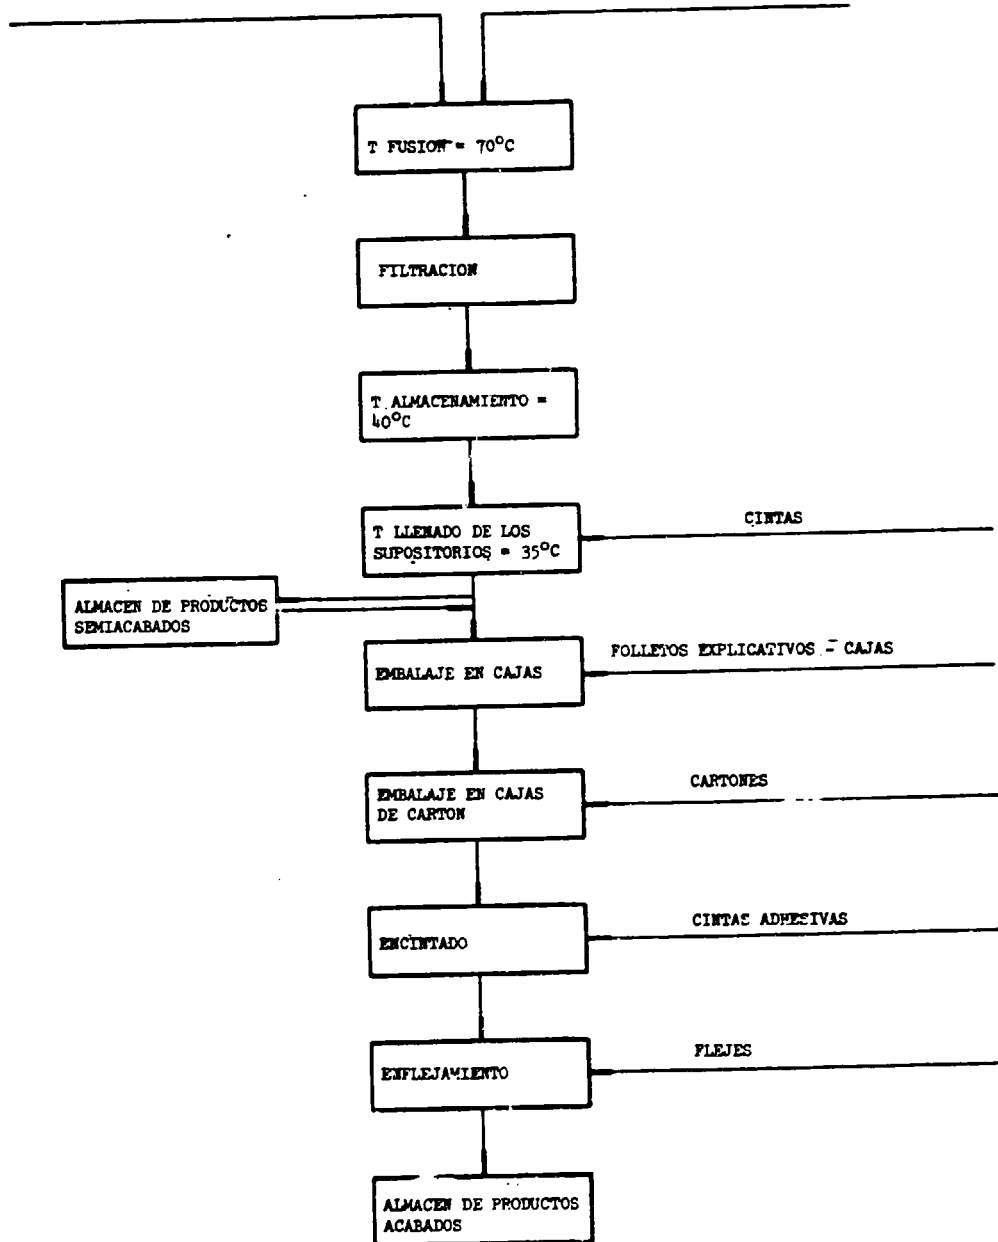 T FUSION = 70°C
FILTRACION
T ALMACENAMIENTO =
40°C
T LLENADO DE LOS
SUPOSITORIOS = 35°C
CINTAS
ALMACEN DE PRODUCTOS
SEMIACABADOS
EMBALAJE EN CAJAS
FOLLETOS EXPLICATIVOS - CAJAS
EMBALAJE EN CAJAS
DE CARTON
CARTONES
ENCINTADO
CINTAS ADHESIVAS
ENFLEJAMIENTO
FLEJES
ALMACEN DE PRODUCTOS
ACABADOS